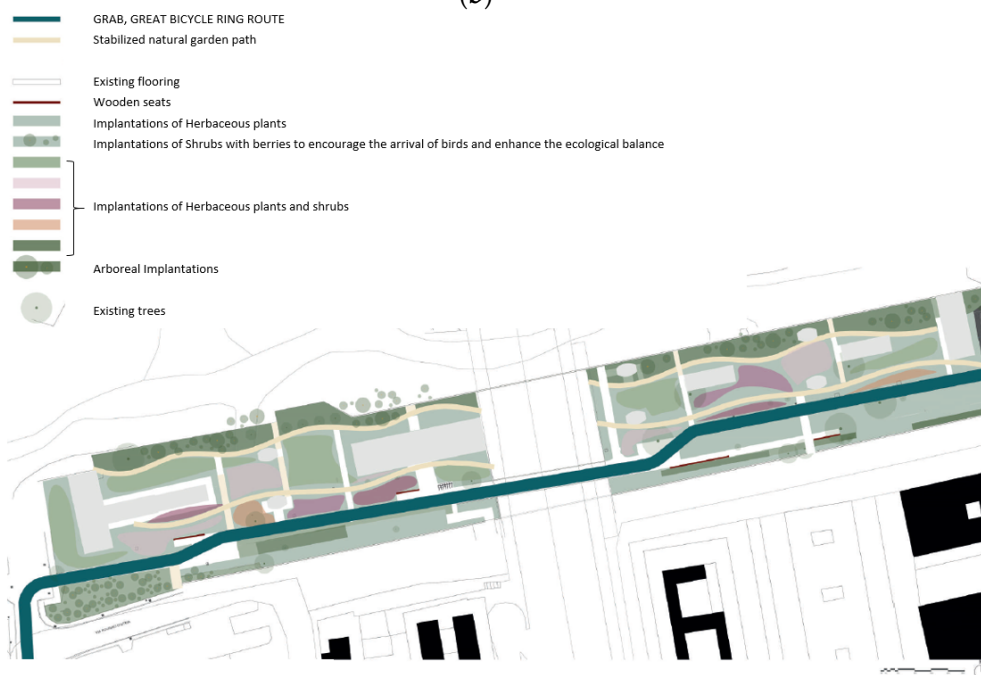 (b)
GRAB, GREAT BICYCLE RING ROUTE
Stabilized natural garden path
Existing flooring
Wooden seats
Implantations of Herbaceous plants
Implantations of Shrubs with berries to encourage the arrival of birds and enhance the ecological balance
Implantations of Herbaceous plants and shrubs
Arboreal Implantations
Existing trees